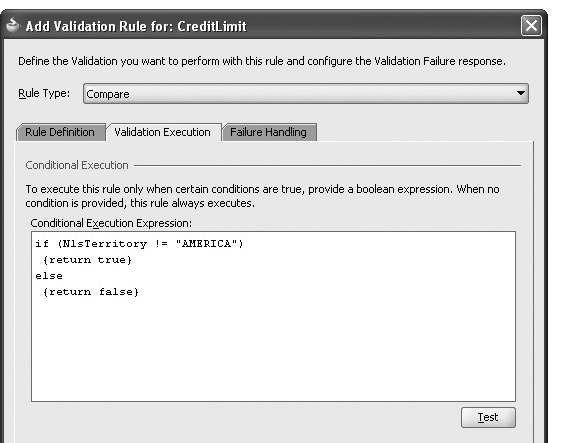 Add Validation Rule for: CreditLimit
Define the Validation you want to perform with this rule and configure the Validation Failure response.
Rule Type: Compare
Rule Definition Validation Execution Failure Handling
Conditional Execution
To execute this rule only when certain conditions are true, provide a boolean expression. When no
condition is provided, this rule always executes.
Conditional Execution Expression:
if (NlsTerritory != "AMERICA")
{return true}
else
{return false}
Test